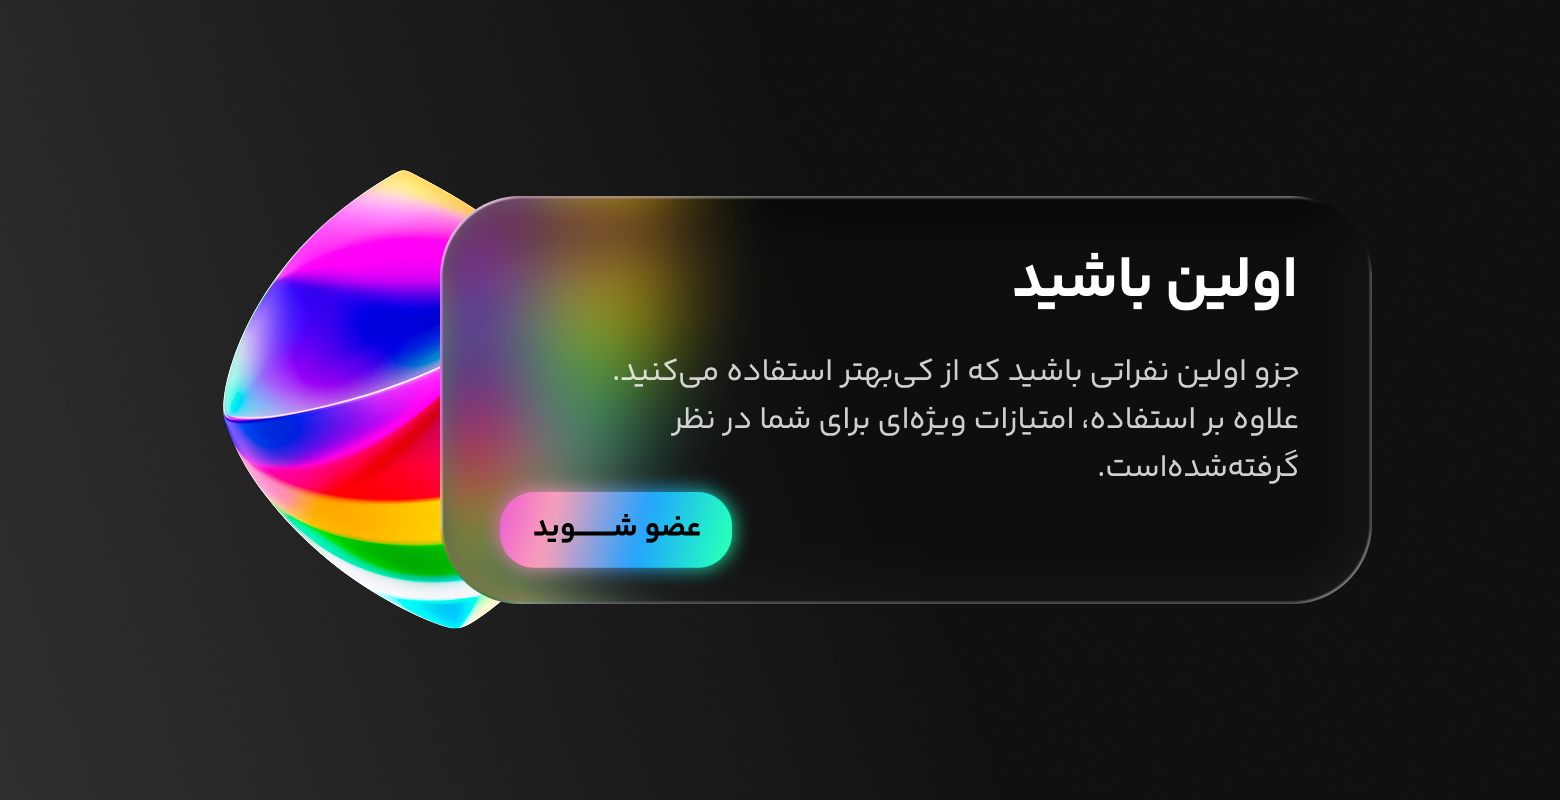 اولین باشید
جزو اولین نفراتی باشید که از کی‌بهتر استفاده می‌کنید.
علاوه بر استفاده، امتیازات ویژه‌ای برای شما در نظر
گرفته‌شده‌است.
عضو شـــوید